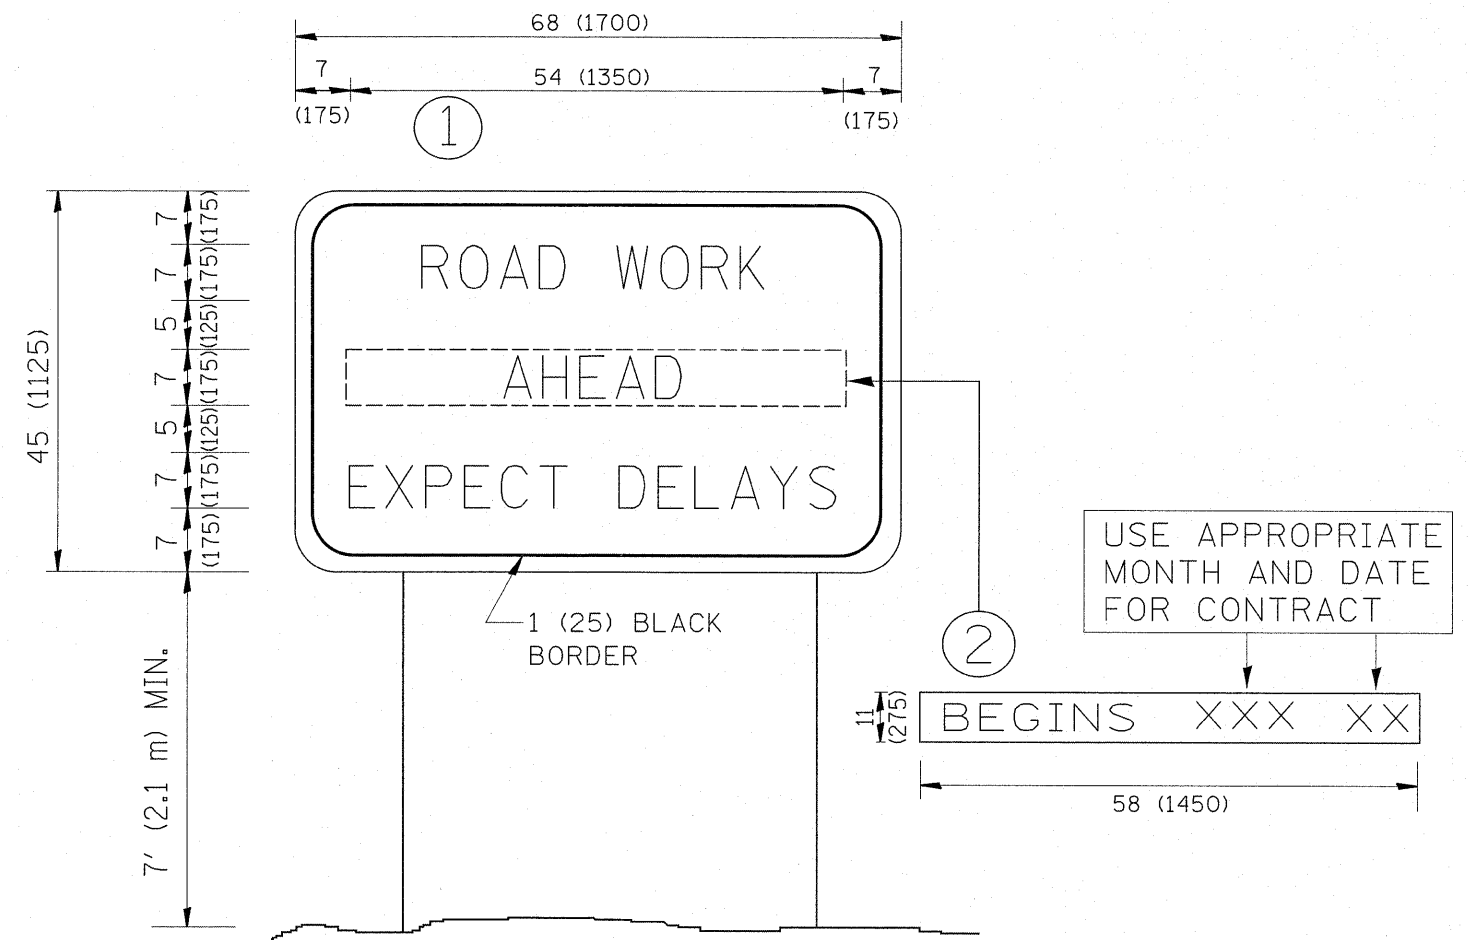 68 (1700)
7
54 (1350)
7
(175)
(175)
1
7
(175)
7
(175)
5
(125)
7
(175)
5
(125)
7
(175)
7
(175)
45 (1125)
ROAD WORK
AHEAD
EXPECT DELAYS
1 (25) BLACK
BORDER
7' (2.1 m) MIN.
2
USE APPROPRIATE
MONTH AND DATE
FOR CONTRACT
11
(275)
BEGINS XXX XX
58 (1450)